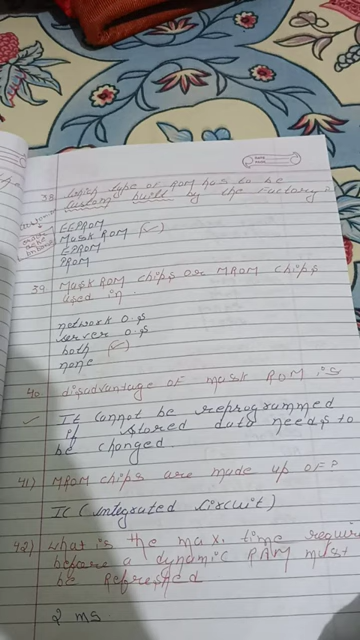 38. Which type of ROM has to be
custom built by the factory?
EEPROM
Mask ROM (✓)
EPROM
PROM
39. Mask ROM chips or MROM chips
used in
network o.s
server o.s
both (✓)
none
40. disadvantage of mask ROM is
✓ It cannot be reprogrammed
if stored data needs to
be changed
41) MROM chips are made up of?
IC (integrated circuit)
42) what is the max. time require
before a dynamic RAM must
be refreshed
2 ms